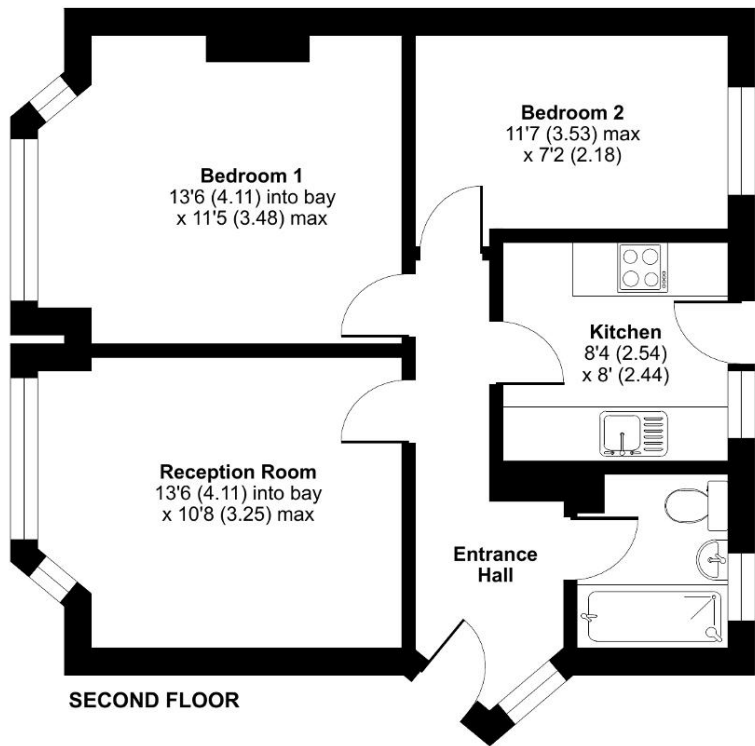 Bedroom 2
11'7 (3.53) max
x 7'2 (2.18)
Bedroom 1
13'6 (4.11) into bay
x 11'5 (3.48) max
Kitchen
8'4 (2.54)
x 8' (2.44)
Reception Room
13'6 (4.11) into bay
x 10'8 (3.25) max
Entrance
Hall
SECOND FLOOR